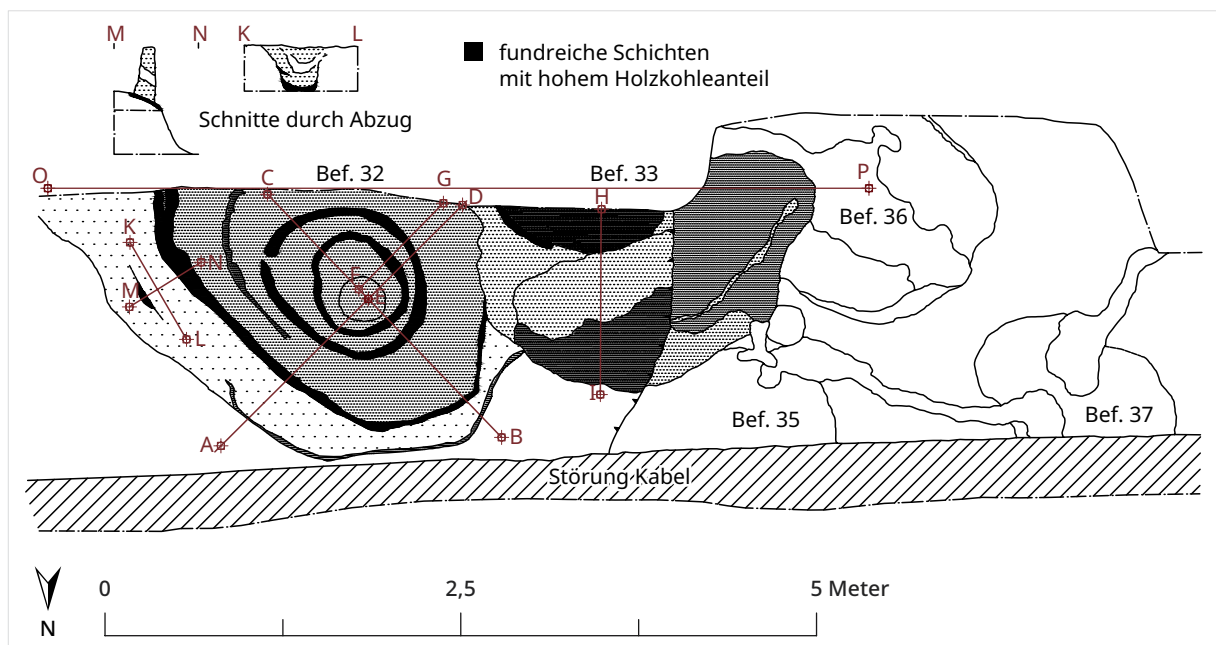 M N K L
fundreiche Schichten
mit hohem Holzkohleanteil
Schnitte durch Abzug
O C Bef. 32 G D Bef. 33 H P
Bef. 36
K
N
M F
E
L
I
Bef. 35 Bef. 37
A B
Störung Kabel
0 2,5 5 Meter
N